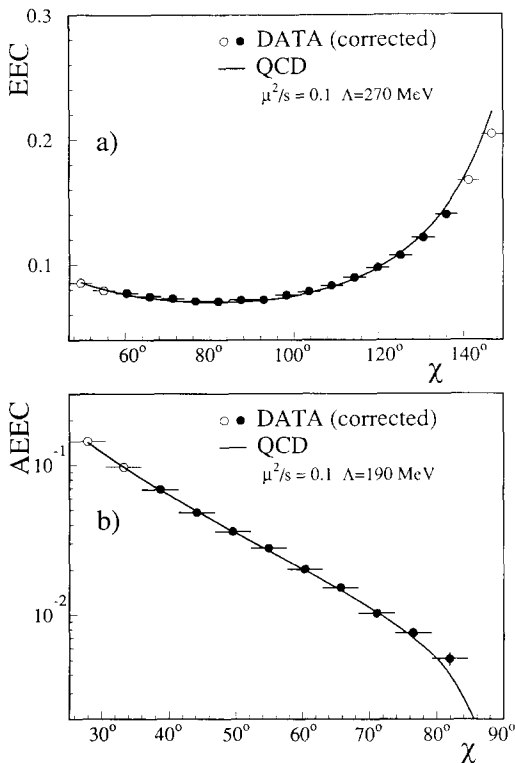 0.3
DATA (corrected)
QCD
μ²/s = 0.1 Λ=270 MeV
EEC
a)
0.2
0.1
60° 80° 100° 120° 140°
χ
DATA (corrected)
QCD
μ²/s = 0.1 Λ=190 MeV
AEEC
10⁻¹
b)
10⁻²
30° 40° 50° 60° 70° 80° 90°
χ